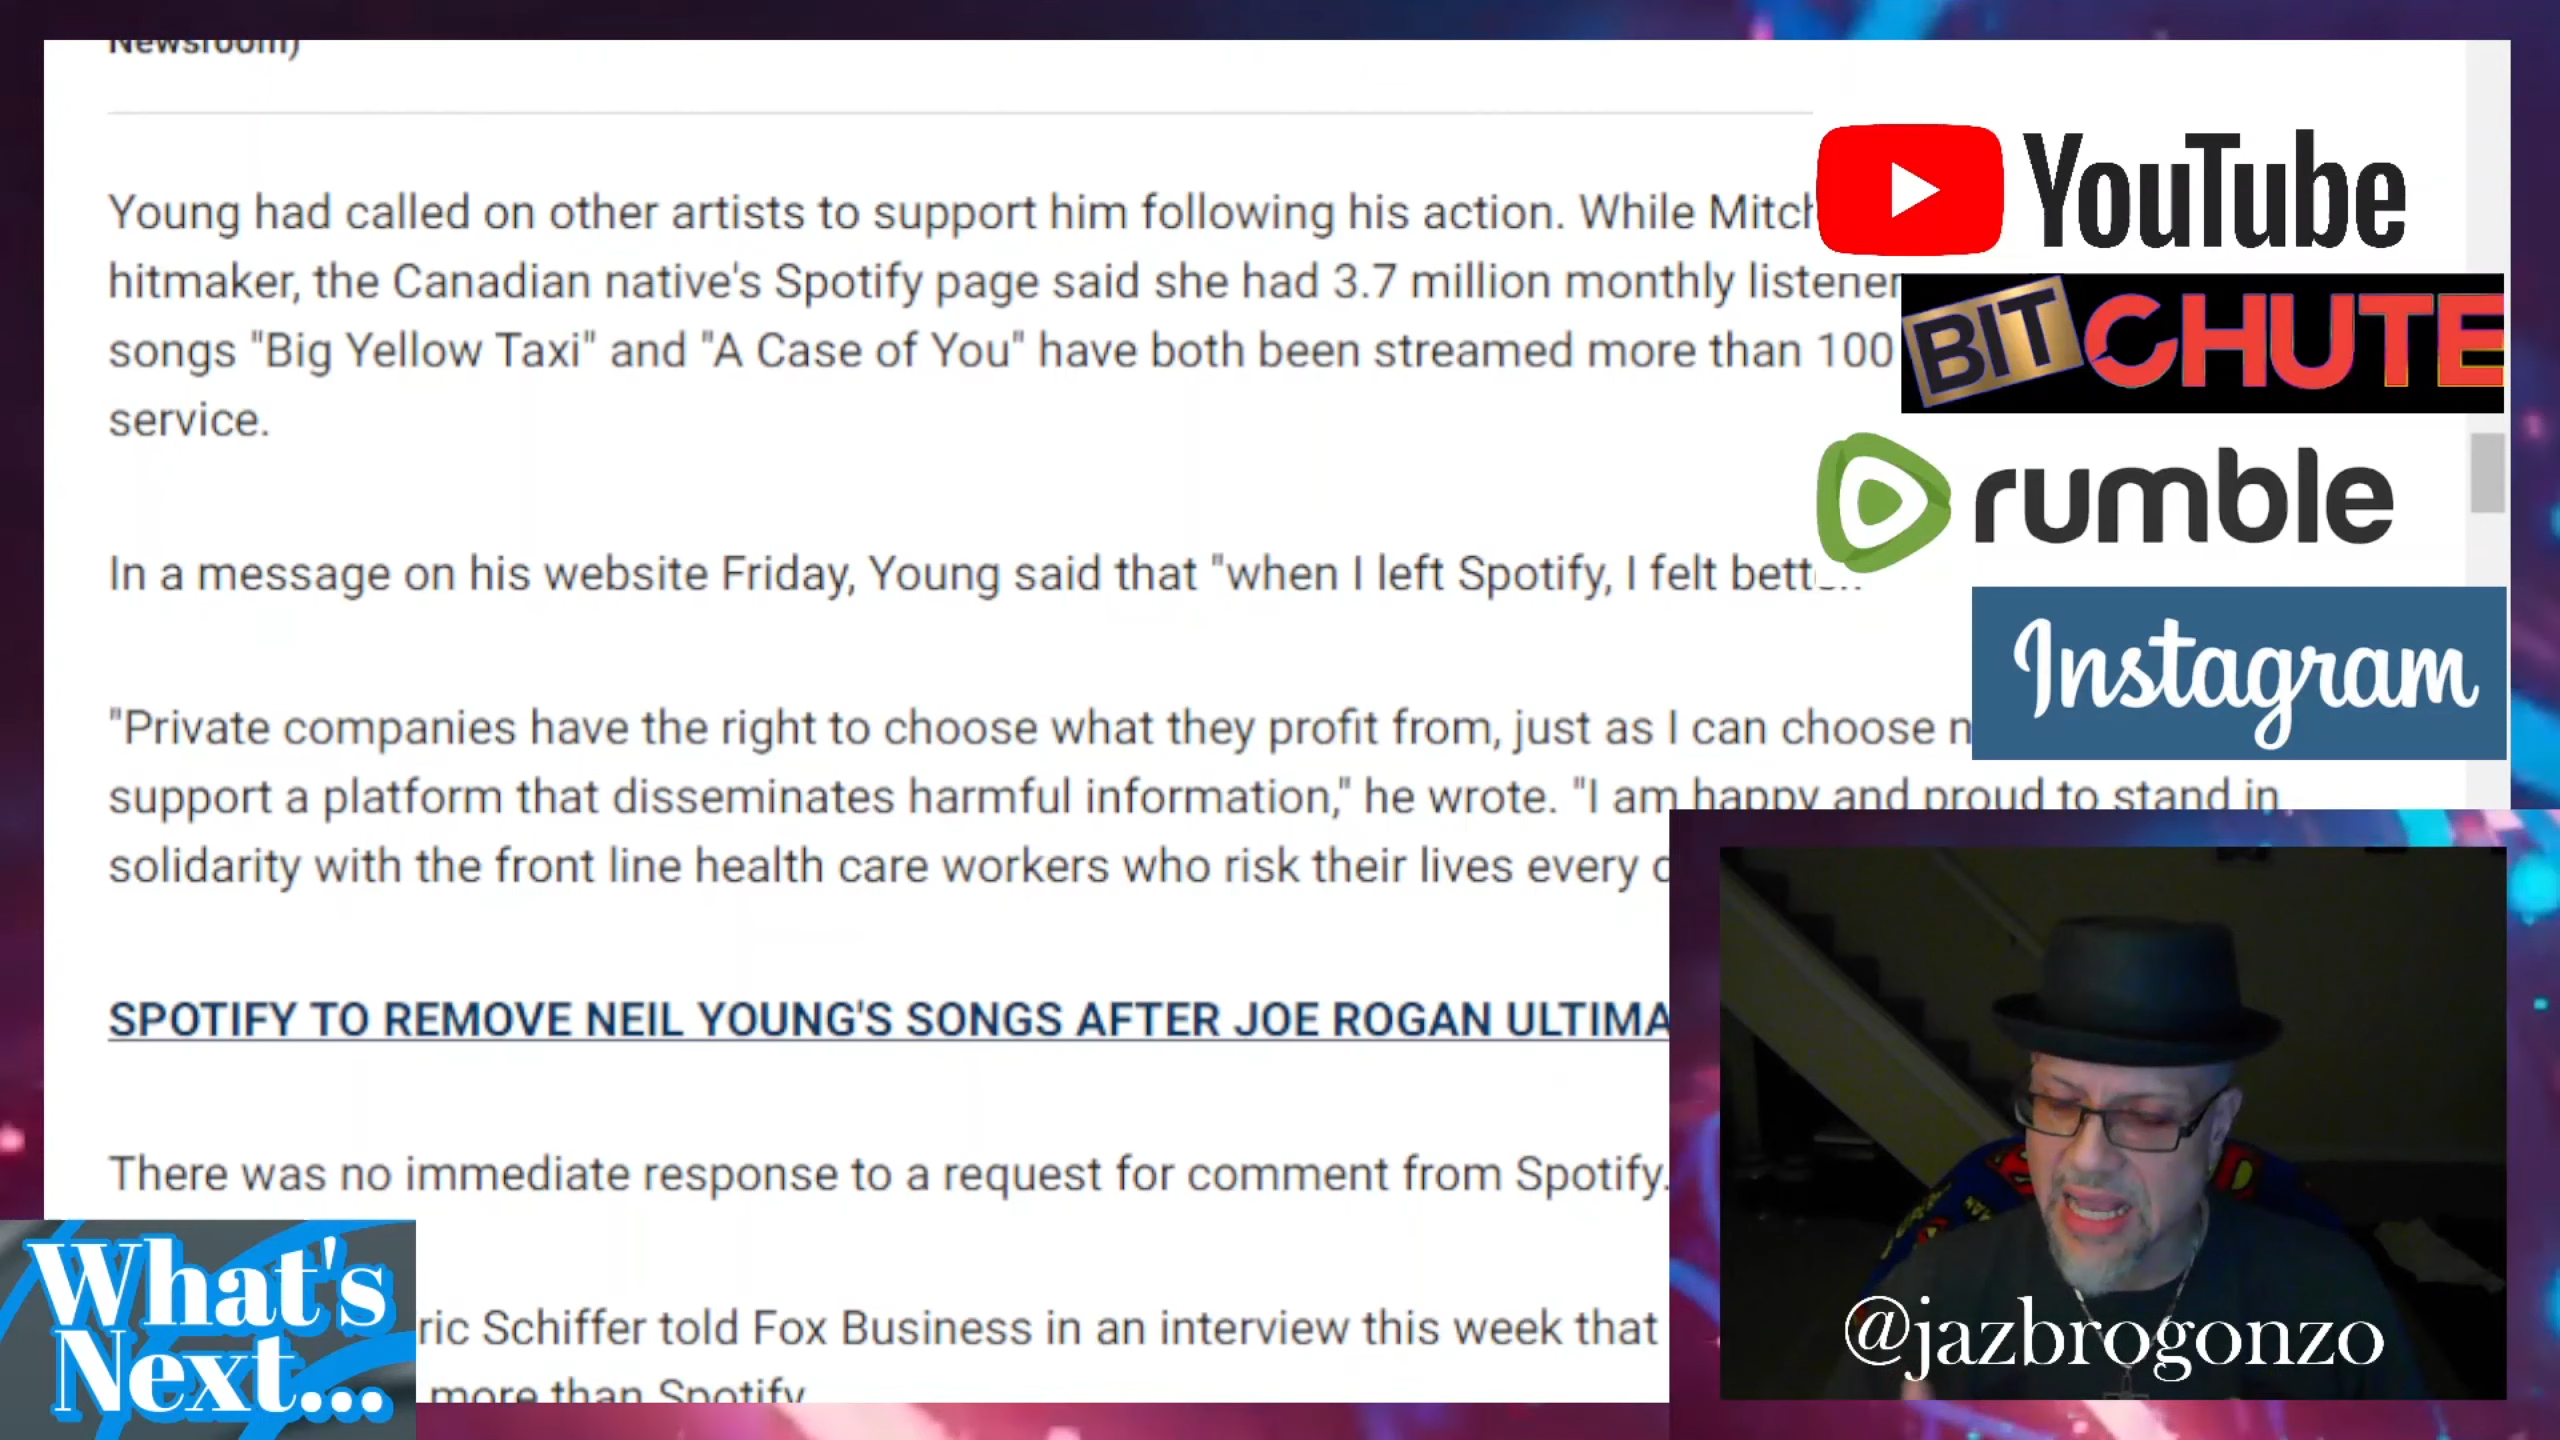 Newsroom)
Young had called on other artists to support him following his action. While
hitmaker, the Canadian native's Spotify page said she had 3.7 million monthly
songs "Big Yellow Taxi" and "A Case of You" have both been streamed more than 100
service.
In a message on his website Friday, Young said that "when I left Spotify, I felt
"Private companies have the right to choose what they profit from, just as I can choose
support a platform that disseminates harmful information," he wrote. "I am happy and proud to stand in
solidarity with the front line health care workers who risk their lives every
SPOTIFY TO REMOVE NEIL YOUNG'S SONGS AFTER JOE ROGAN
There was no immediate response to a request for comment from Spotify.
Schiffer told Fox Business in an interview this week that
more than Spotify
YouTube
BITCHUTE
rumble
Instagram
What's
Next...
@jazbrogonzo